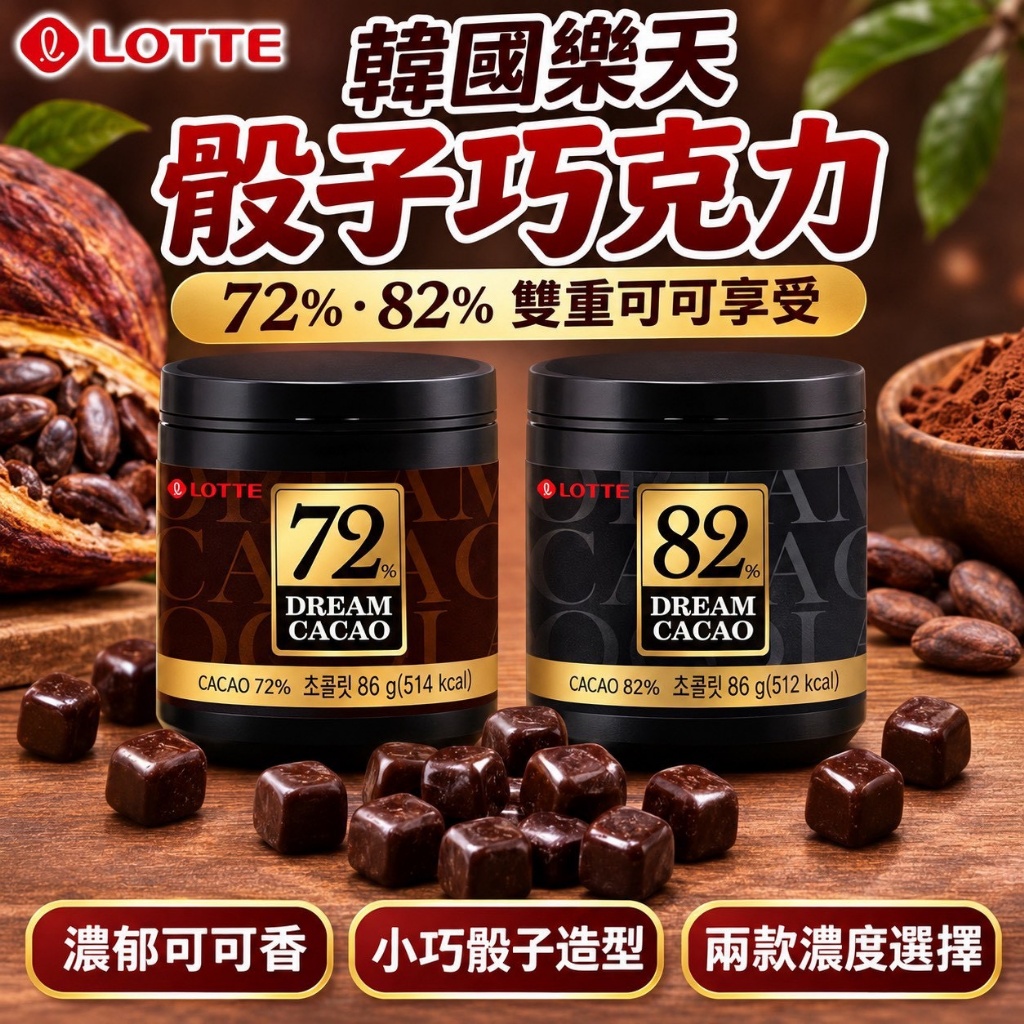 LOTTE
韓國樂天
骰子巧克力
72%·82% 雙重可可享受
LOTTE
72%
DREAM
CACAO
CACAO 72% 초콜릿 86 g(514 kcal)
LOTTE
82%
DREAM
CACAO
CACAO 82% 초콜릿 86 g(512 kcal)
濃郁可可香
小巧骰子造型
兩款濃度選擇